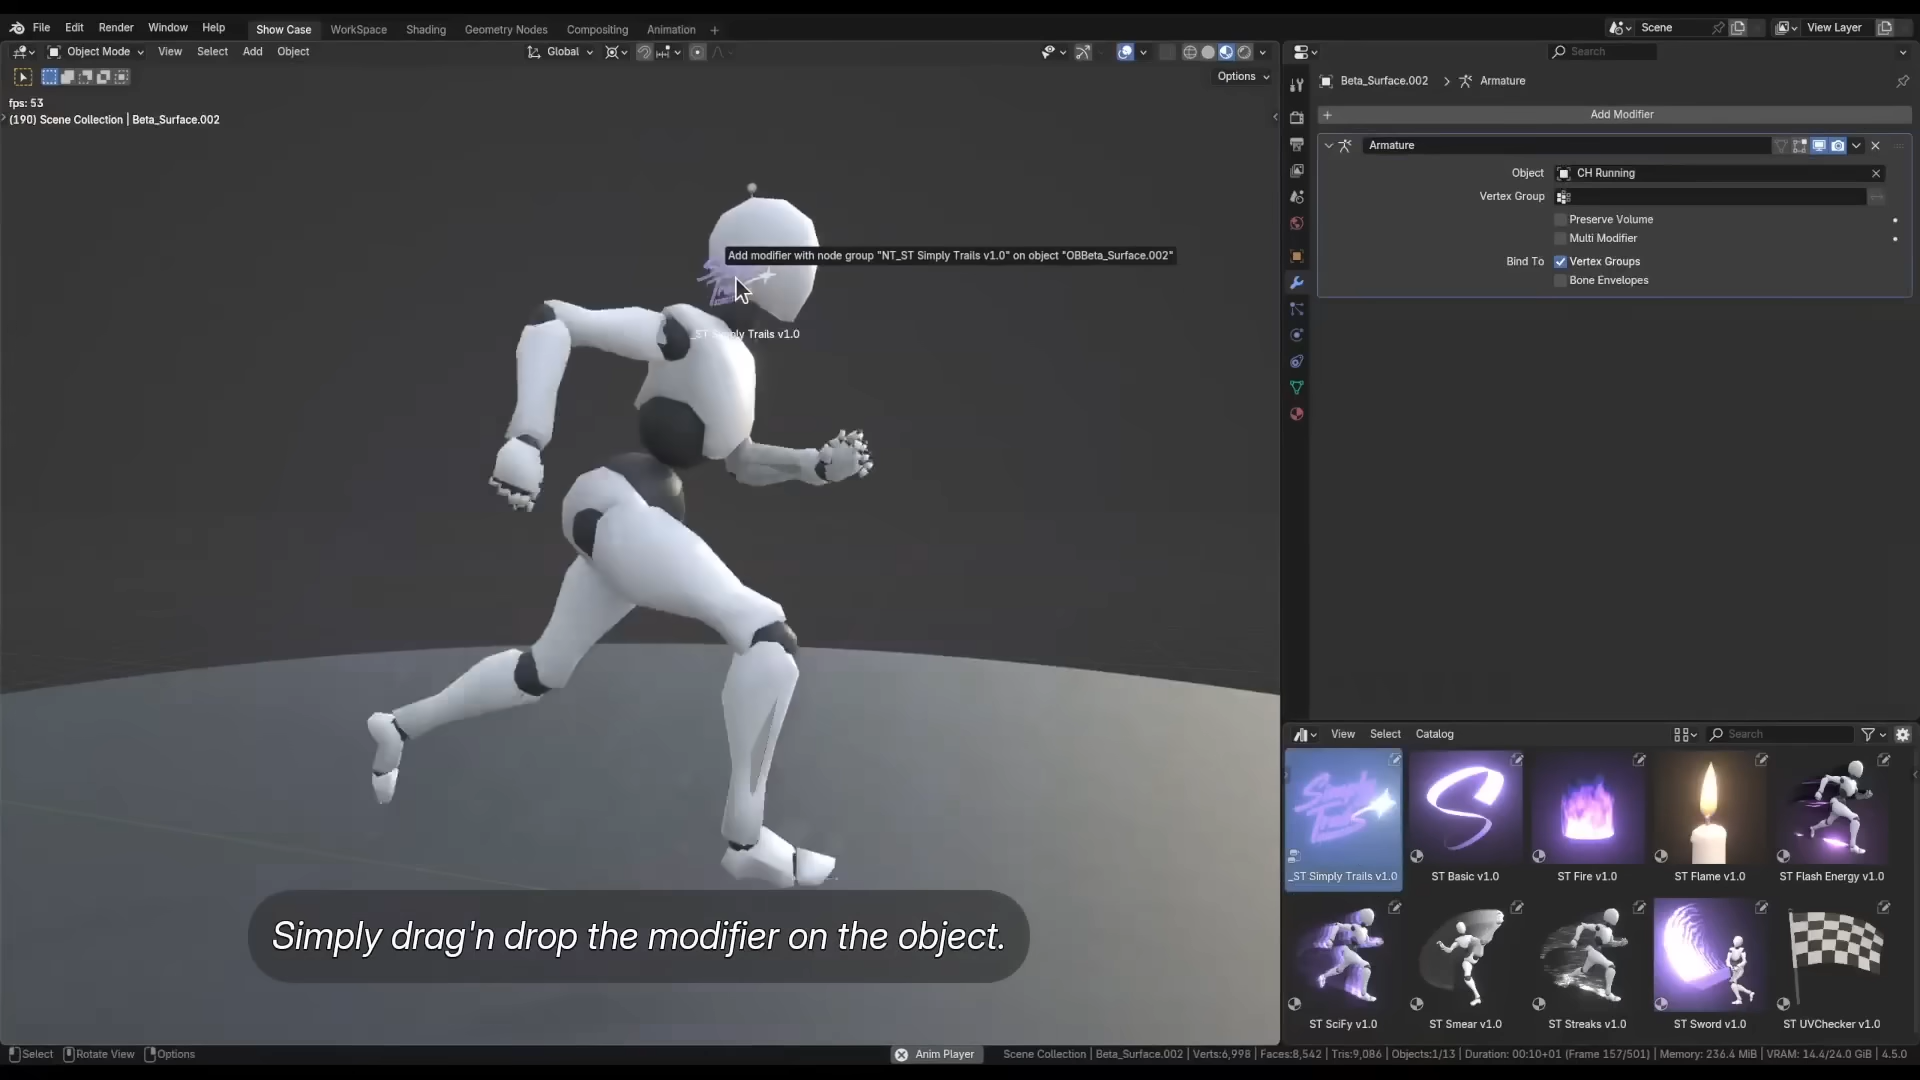 File Edit Render Window Help Show Case WorkSpace Shading Geometry Nodes Compositing Animation +
Scene View Layer
Object Mode View Select Add Object Global
Search
Options
Beta_Surface.002 > Armature
fps: 53
(190) Scene Collection | Beta_Surface.002
Add Modifier
Armature
Object CH Running
Vertex Group
Preserve Volume
Multi Modifier
Bind To Vertex Groups
Bone Envelopes
Add modifier with node group "NT_ST Simply Trails v1.0" on object "OBBeta_Surface.002"
_ST Simply Trails v1.0
View Select Catalog Search
Simply
Trails
_ST Simply Trails v1.0 ST Basic v1.0 ST Fire v1.0 ST Flame v1.0 ST Flash Energy v1.0
ST SciFy v1.0 ST Smear v1.0 ST Streaks v1.0 ST Sword v1.0 ST UVChecker v1.0
Simply drag'n drop the modifier on the object.
Select Rotate View Options Anim Player Scene Collection | Beta_Surface.002 | Verts:6,998 | Faces:8,542 | Tris:9,086 | Objects:1/13 | Duration: 00:10+01 (Frame 157/501) | Memory: 236.4 MiB | VRAM: 14.4/24.0 GiB | 4.5.0